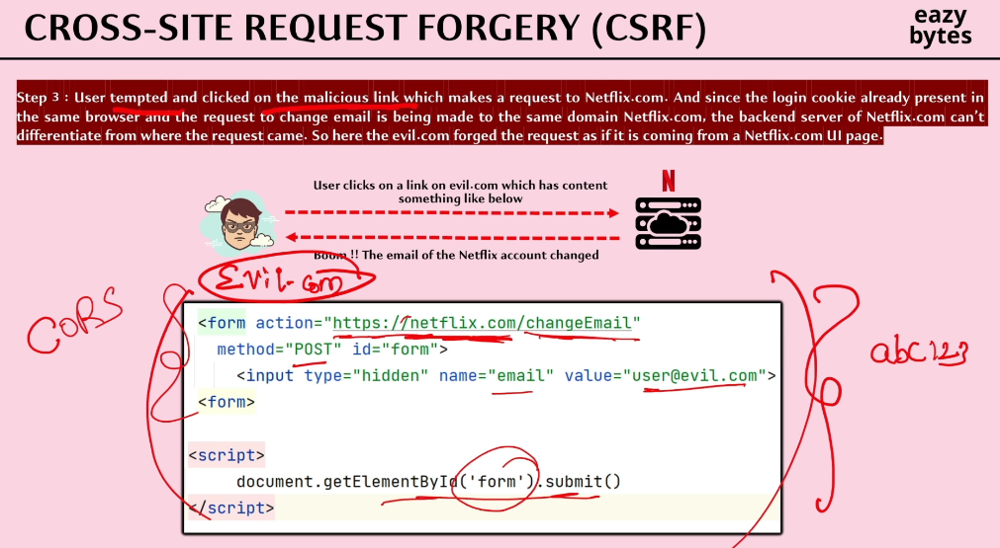 CROSS-SITE REQUEST FORGERY (CSRF)
eazy
bytes
Step 3 : User tempted and clicked on the malicious link which makes a request to Netflix.com. And since the login cookie already present in
the same browser and the request to change email is being made to the same domain Netflix.com, the backend server of Netflix.com can't
differentiate from where the request came. So here the evil.com forged the request as if it is coming from a Netflix.com UI page.
N
User clicks on a link on evil.com which has content
something like below
Boom !! The email of the Netflix account changed
Evil.com
CORS
<form action="https://netflix.com/changeEmail"
method="POST" id="form">
<input type="hidden" name="email" value="user@evil.com">
<form>
abc123
<script>
document.getElementById('form').submit()
</script>